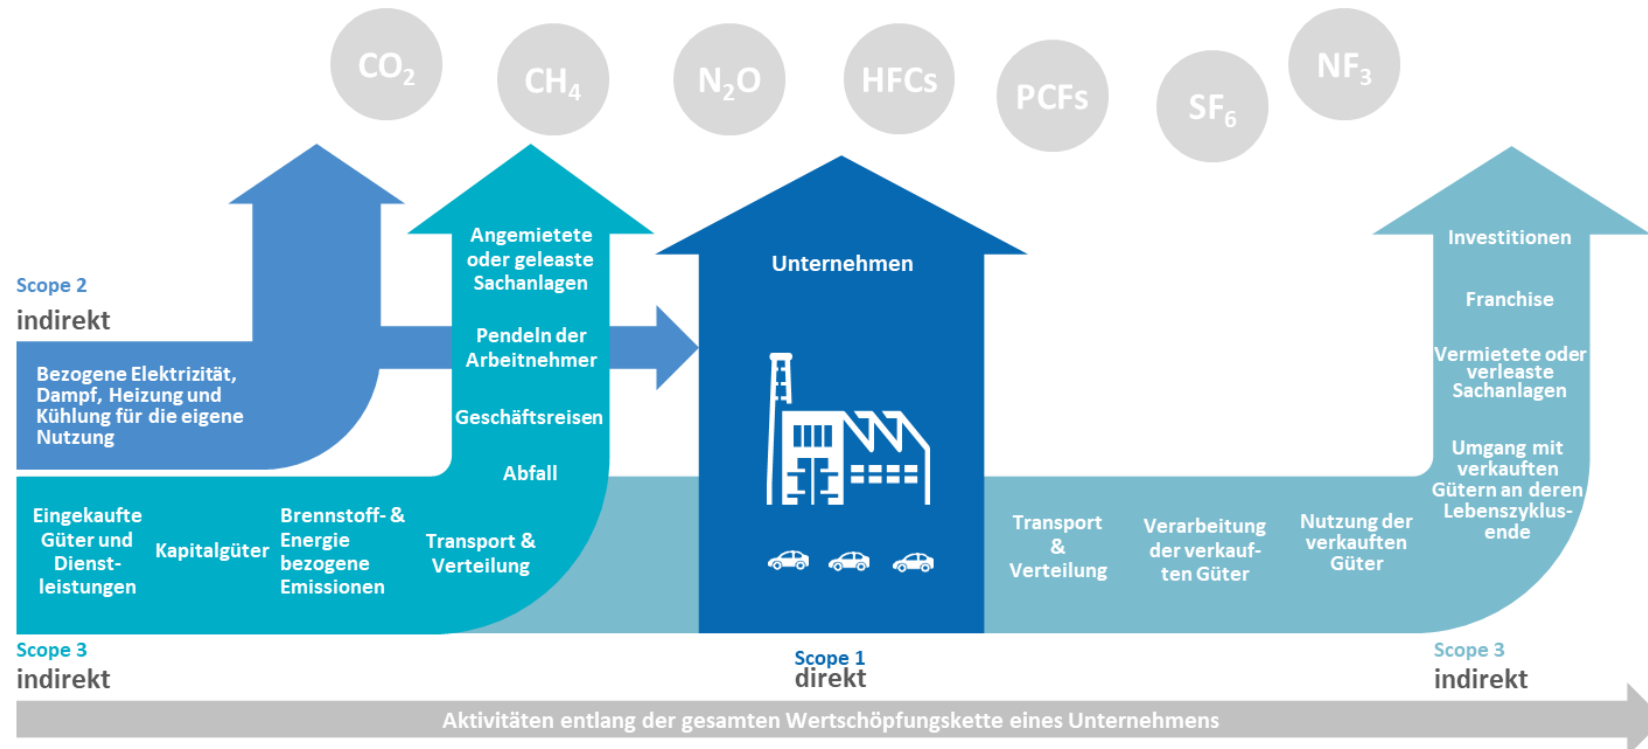 CO₂
CH₄
N₂O
HFCs
PCFs
SF₆
NF₃
Scope 2
indirekt
Bezogene Elektrizität,
Dampf, Heizung und
Kühlung für die eigene
Nutzung
Angemietete
oder geleaste
Sachanlagen
Pendeln der
Arbeitnehmer
Geschäftsreisen
Abfall
Eingekaufte
Güter und
Dienst-
leistungen
Kapitalgüter
Brennstoff- &
Energie
bezogene
Emissionen
Transport &
Verteilung
Scope 3
indirekt
Unternehmen
Scope 1
direkt
Transport
&
Verteilung
Verarbeitung
der verkauf-
ten Güter
Nutzung der
verkauften
Güter
Investitionen
Franchise
Vermietete oder
verleaste
Sachanlagen
Umgang mit
verkauften
Gütern an deren
Lebenszyklus-
ende
Scope 3
indirekt
Aktivitäten entlang der gesamten Wertschöpfungskette eines Unternehmens